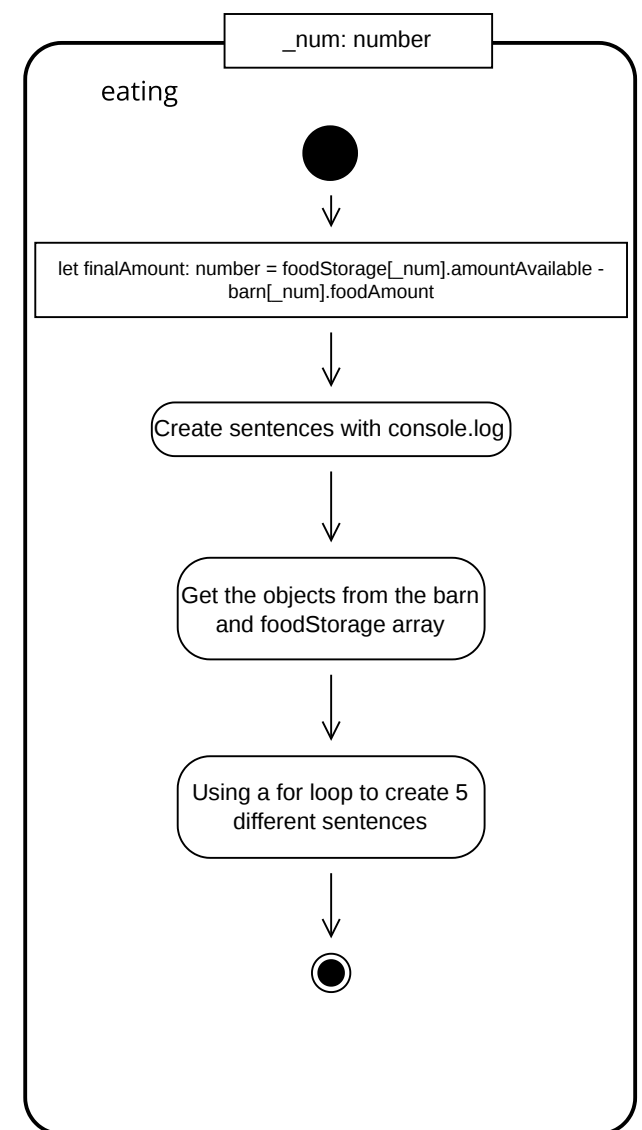 _num: number
eating
let finalAmount: number = foodStorage[_num].amountAvailable -
barn[_num].foodAmount
Create sentences with console.log
Get the objects from the barn
and foodStorage array
Using a for loop to create 5
different sentences